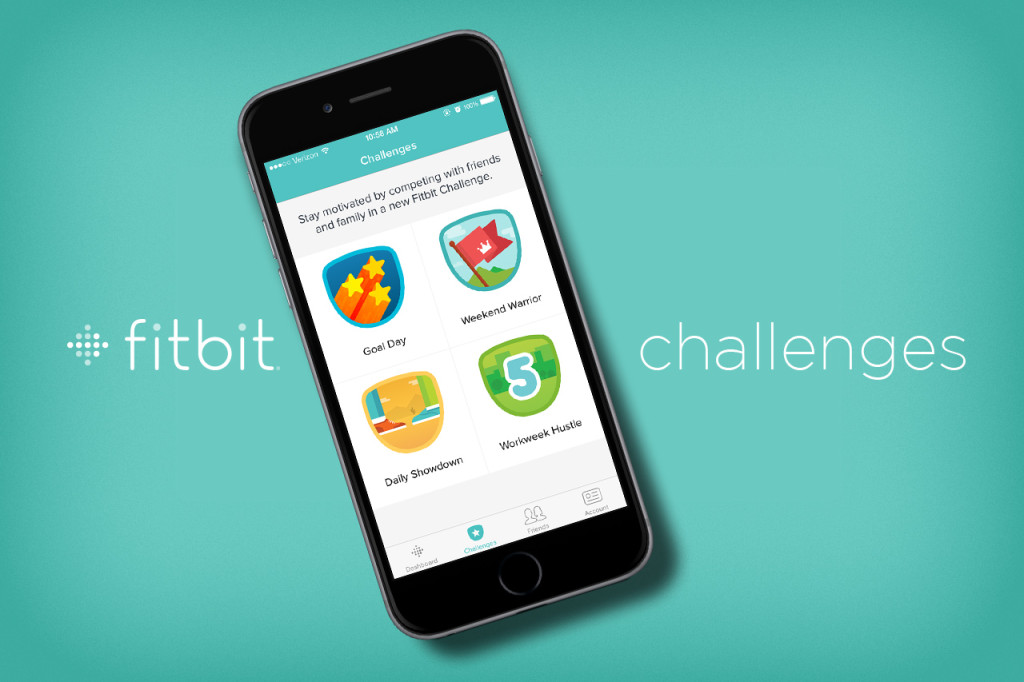 Verizon
10:58 AM
100%
Challenges
Stay motivated by competing with friends
and family in a new Fitbit Challenge.
Goal Day
Weekend Warrior
Daily Showdown
5
Workweek Hustle
Dashboard
Challenges
Friends
Account
fitbit
challenges